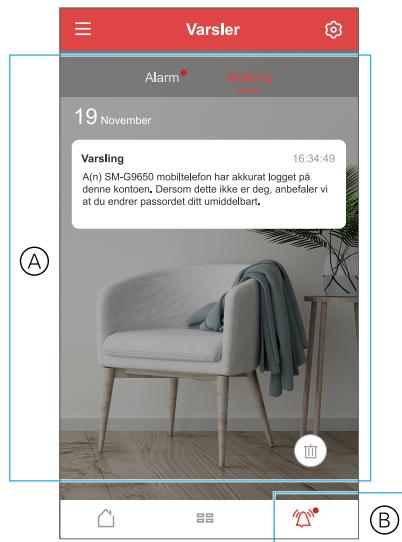 Varsler
Alarm Melding
19 November
Varsling 16:34:49
A(n) SM-G9650 mobiltelefon har akkurat logget på
denne kontoen. Dersom dette ikke er deg, anbefaler vi
at du endrer passordet ditt umiddelbart.
A
B